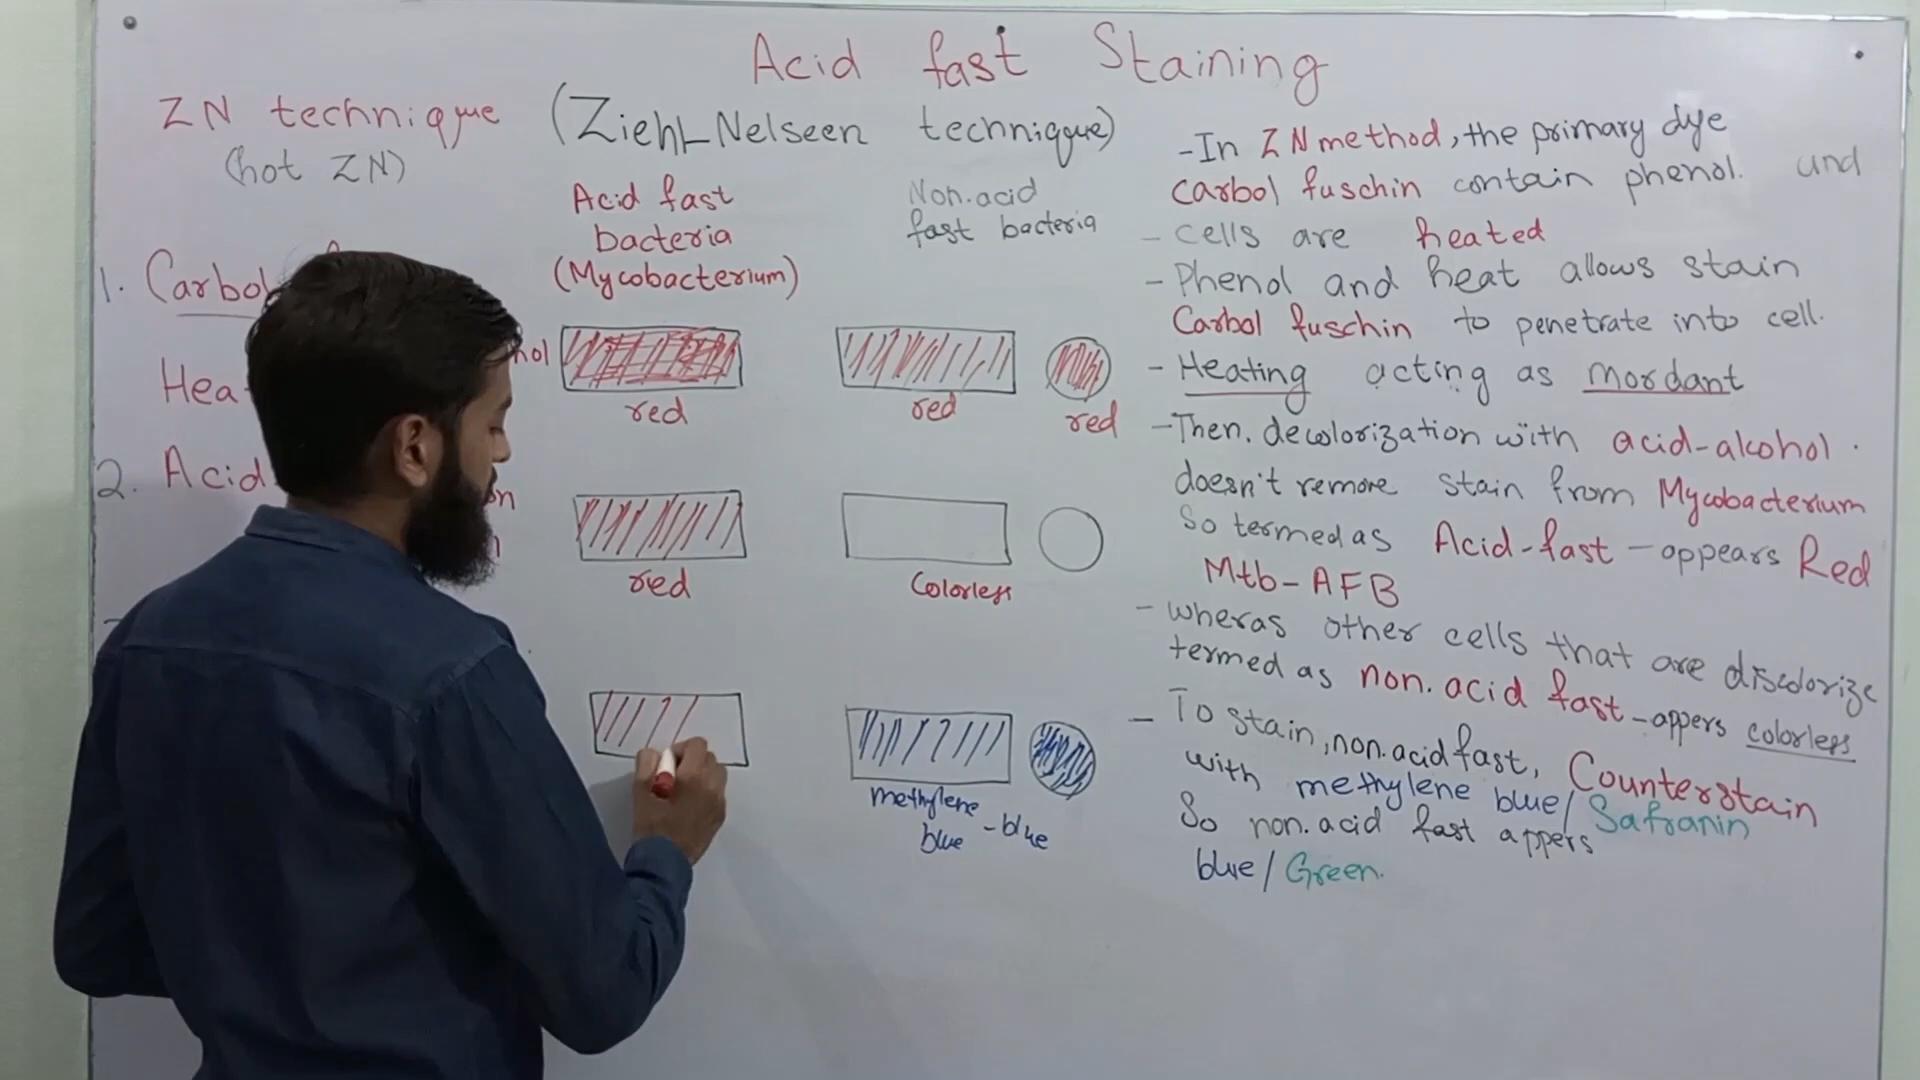 Acid fast Staining
ZN technique (Ziehl-Nelseen technique)
(hot ZN)
Acid fast
bacteria
(Mycobacterium)
Non.acid
fast bacteria
1. Carbol
Hea
2. Acid
red
red
red
red
Colorless
methylene
blue - blue
- In ZN method, the primary dye
Carbol fuschin contain phenol. und
- Cells are heated
- Phenol and heat allows stain
Carbol fuschin to penetrate into cell.
- Heating acting as mordant
- Then. decolorization with acid-alcohol.
doesn't remove stain from Mycobacterium
So termed as Acid-fast - appears Red
Mtb-AFB
- wheras other cells that are discolorize
termed as non.acid fast - appers colorless
- To stain, non.acid fast, Counterstain
with methylene blue/ Safranin
So non.acid fast appers
blue/ Green.